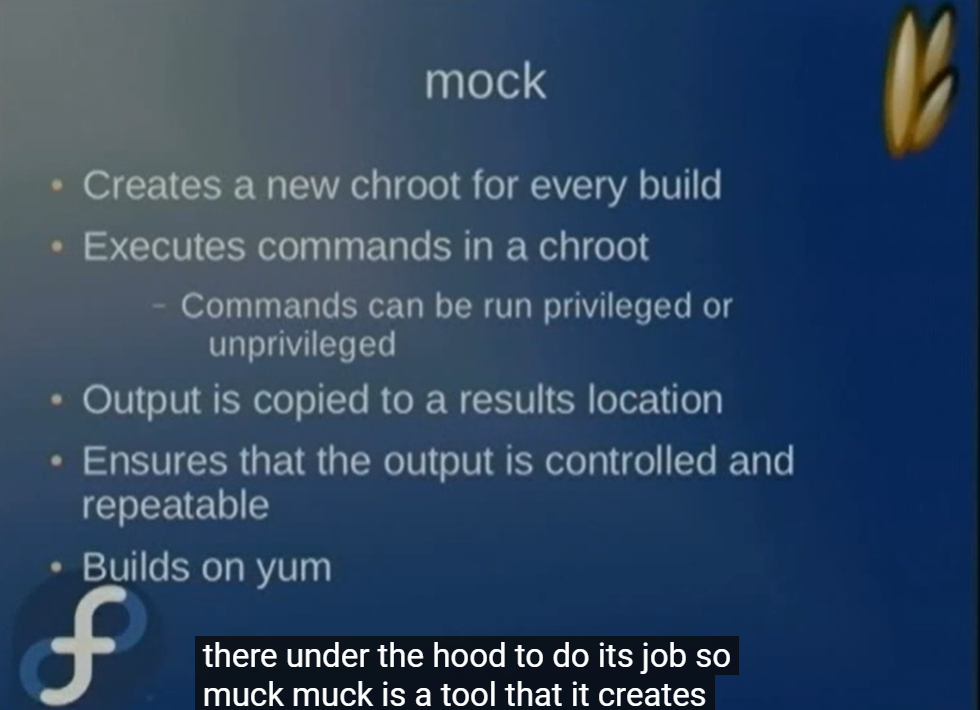 mock
• Creates a new chroot for every build
• Executes commands in a chroot
– Commands can be run privileged or
unprivileged
• Output is copied to a results location
• Ensures that the output is controlled and
repeatable
• Builds on yum
there under the hood to do its job so
muck muck is a tool that it creates